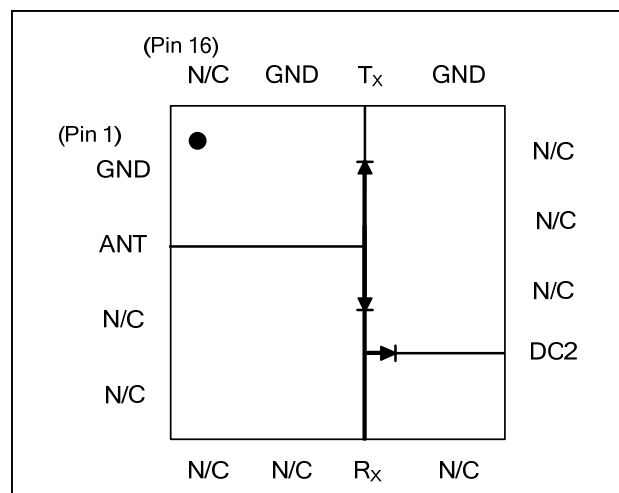 (Pin 16)
N/C GND TX GND
(Pin 1)
GND
ANT
N/C
N/C
N/C
N/C
N/C
DC2
N/C N/C RX N/C